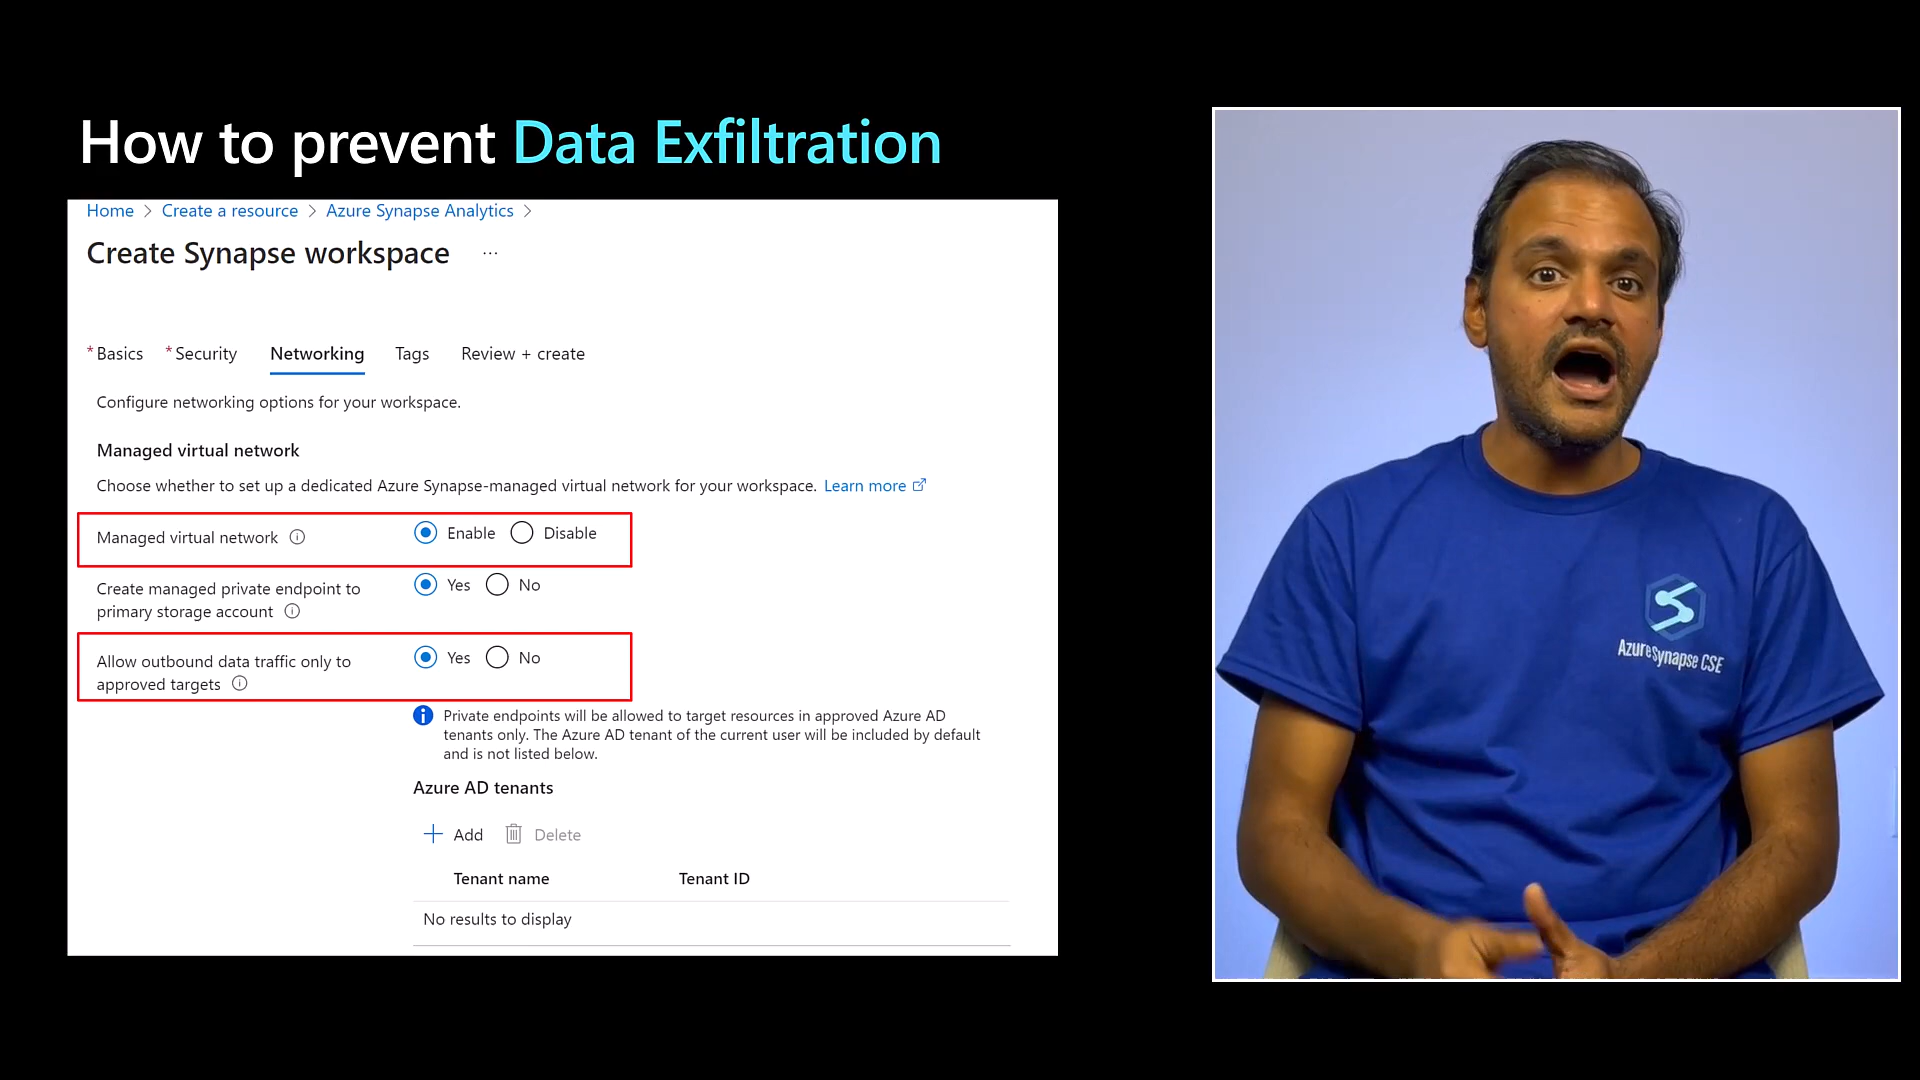 How to prevent Data Exfiltration
Home > Create a resource > Azure Synapse Analytics >
Create Synapse workspace ...
* Basics * Security Networking Tags Review + create
Configure networking options for your workspace.
Managed virtual network
Choose whether to set up a dedicated Azure Synapse-managed virtual network for your workspace. Learn more
Managed virtual network Enable Disable
Create managed private endpoint to
primary storage account
Yes No
Allow outbound data traffic only to
approved targets
Yes No
Private endpoints will be allowed to target resources in approved Azure AD
tenants only. The Azure AD tenant of the current user will be included by default
and is not listed below.
Azure AD tenants
Add Delete
Tenant name Tenant ID
No results to display
Azure Synapse CSE